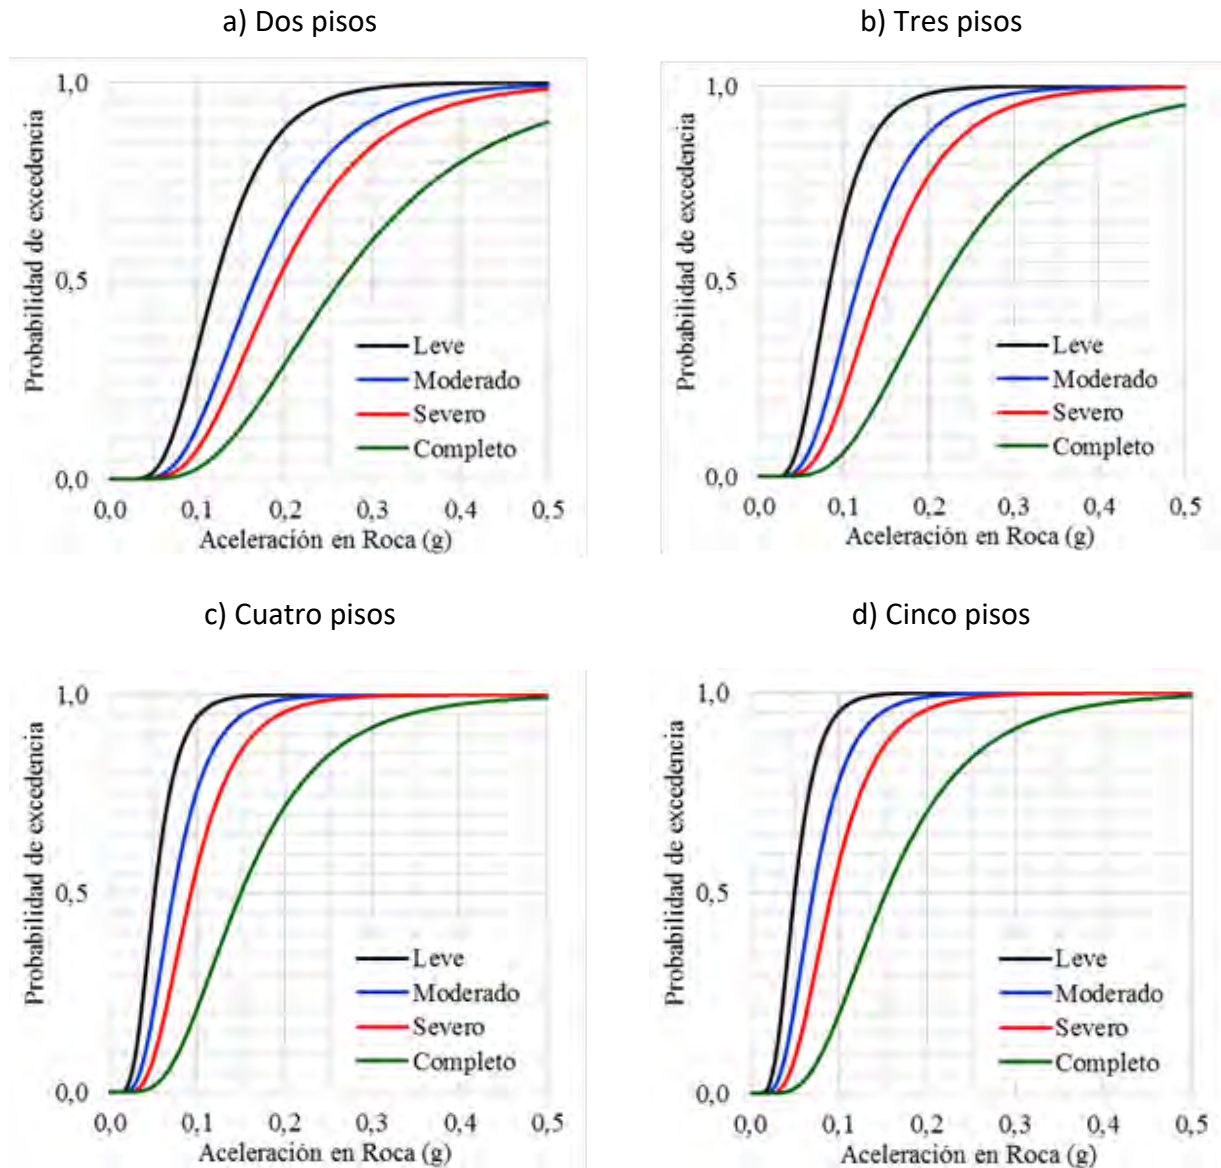 a) Dos pisos
1,0
0,5
0,0
Probabilidad de excedencia
Leve
Moderado
Severo
Completo
0,0 0,1 0,2 0,3 0,4 0,5
Aceleración en Roca (g)
b) Tres pisos
1,0
0,5
0,0
Probabilidad de excedencia
Leve
Moderado
Severo
Completo
0,0 0,1 0,2 0,3 0,4 0,5
Aceleración en Roca (g)
c) Cuatro pisos
1,0
0,5
0,0
Probabilidad de excedencia
Leve
Moderado
Severo
Completo
0,0 0,1 0,2 0,3 0,4 0,5
Aceleración en Roca (g)
d) Cinco pisos
1,0
0,5
0,0
Probabilidad de excedencia
Leve
Moderado
Severo
Completo
0,0 0,1 0,2 0,3 0,4 0,5
Aceleración en Roca (g)